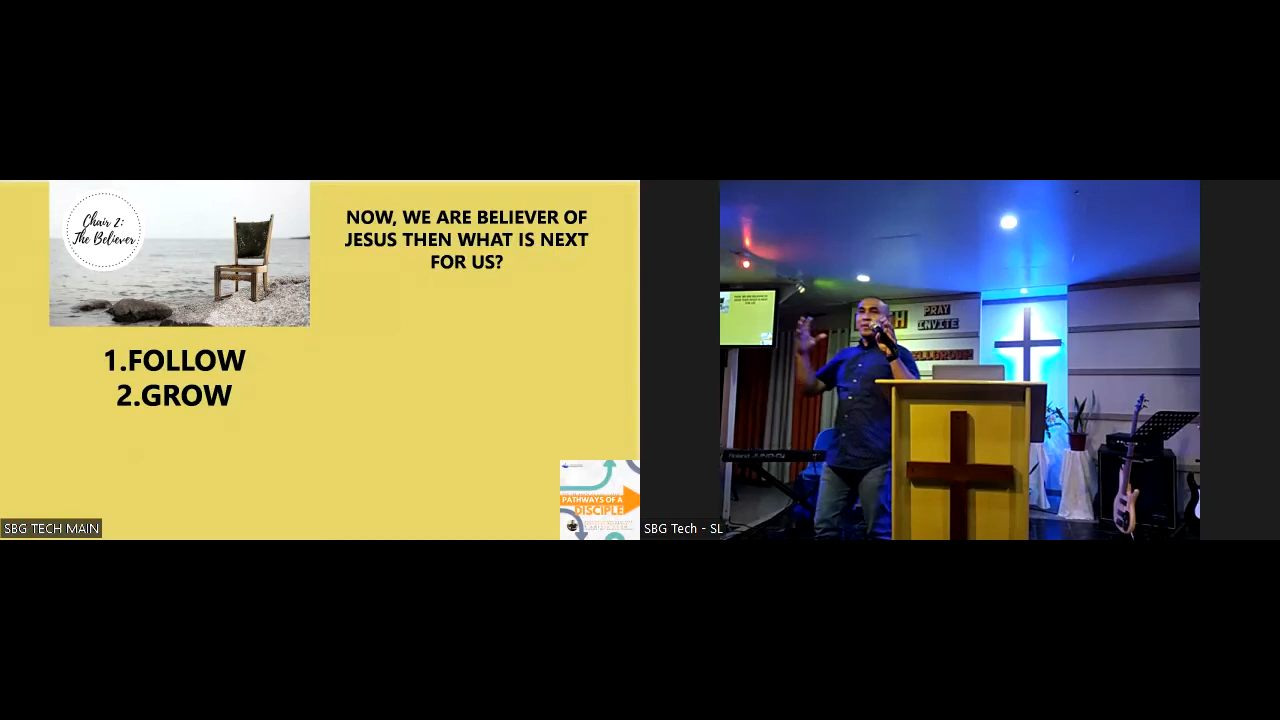 Chair 2:
The Believer
NOW, WE ARE BELIEVER OF
JESUS THEN WHAT IS NEXT
FOR US?
1.FOLLOW
2.GROW
PATHWAYS OF A
DISCIPLE
SBG TECH MAIN
PRAY
INVITE
Roland
SBG Tech - SL